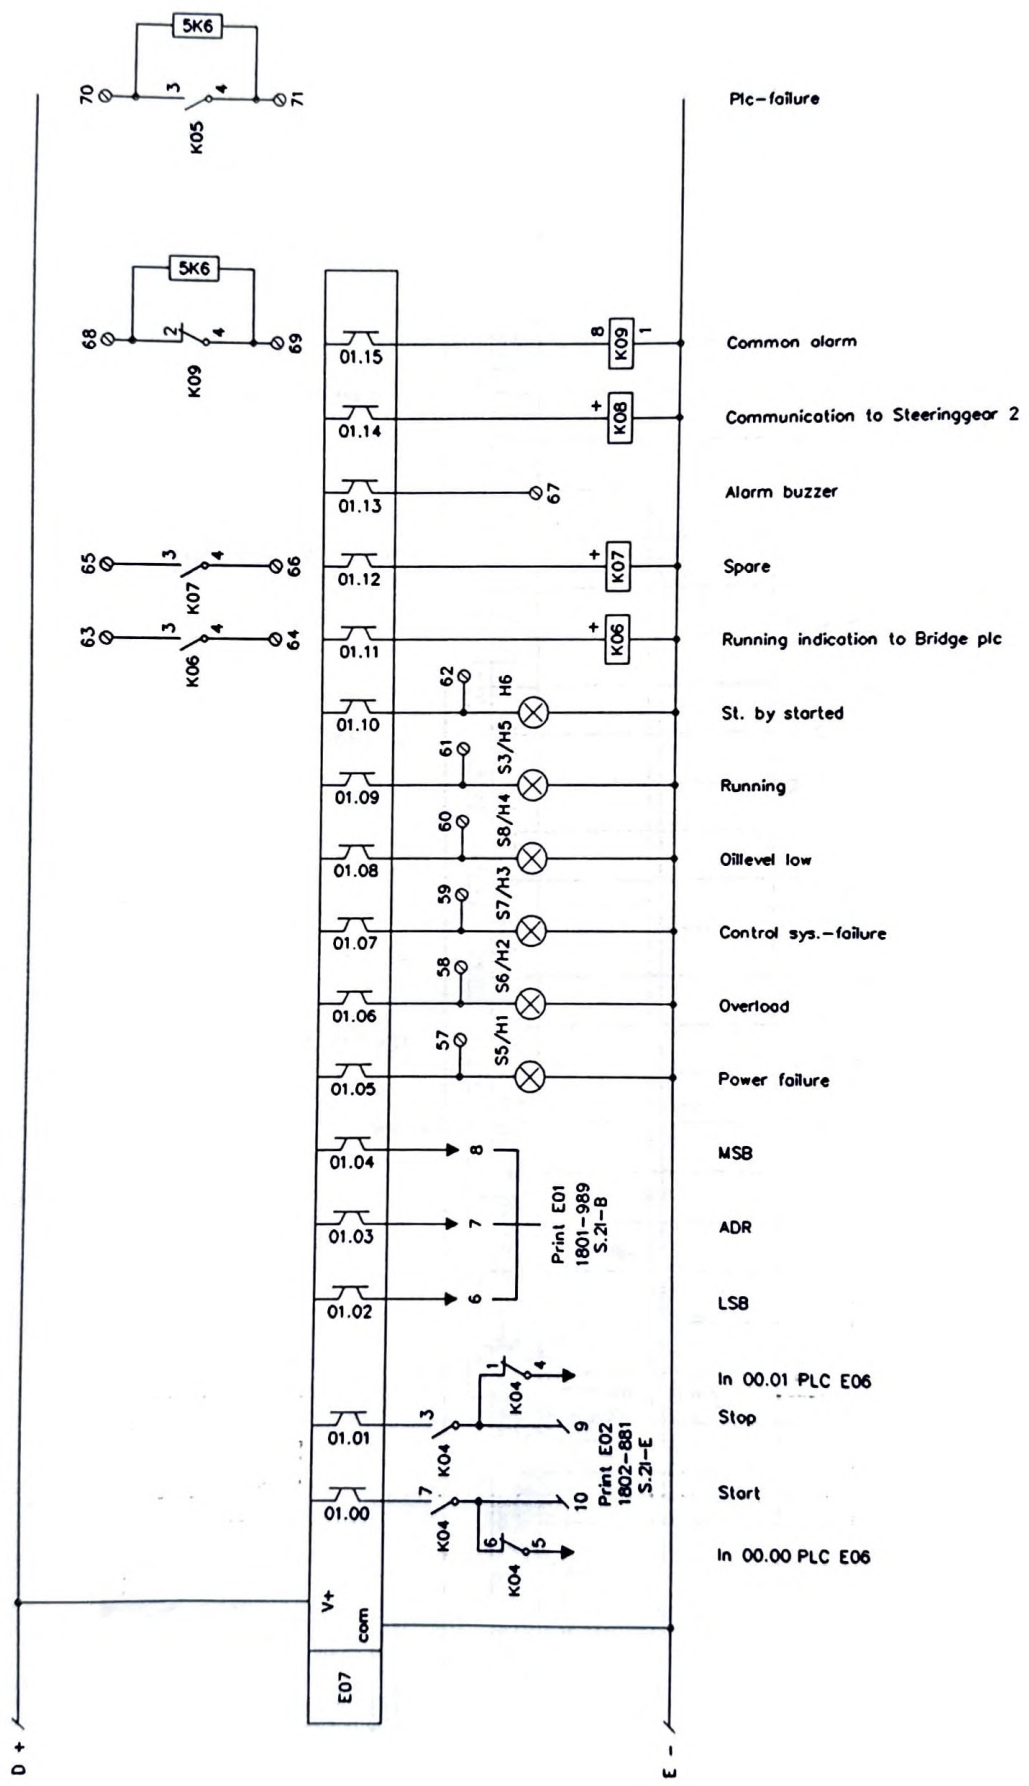 5K6
70
3
4
71
K05
Plc-failure
5K6
68
2
4
69
K09
01.15
8
K09
1
Common alarm
01.14
+
K08
Communication to Steeringgear 2
01.13
67
Alarm buzzer
65
3
4
66
K07
01.12
+
K07
Spare
63
3
4
64
K06
01.11
+
K06
Running indication to Bridge plc
01.10
62
H6
St. by started
01.09
61
S3/H5
Running
01.08
60
S8/H4
Oillevel low
01.07
59
S7/H3
Control sys.-failure
01.06
58
S6/H2
Overload
01.05
57
S5/H1
Power failure
01.04
8
MSB
01.03
7
Print E01
1801-989
S.2I-B
ADR
01.02
6
LSB
1
4
K04
In 00.01 PLC E06
01.01
3
K04
9
Stop
Print E02
1802-881
S.2I-E
01.00
7
K04
10
Start
6
5
K04
In 00.00 PLC E06
V+
com
E07
D +
E -